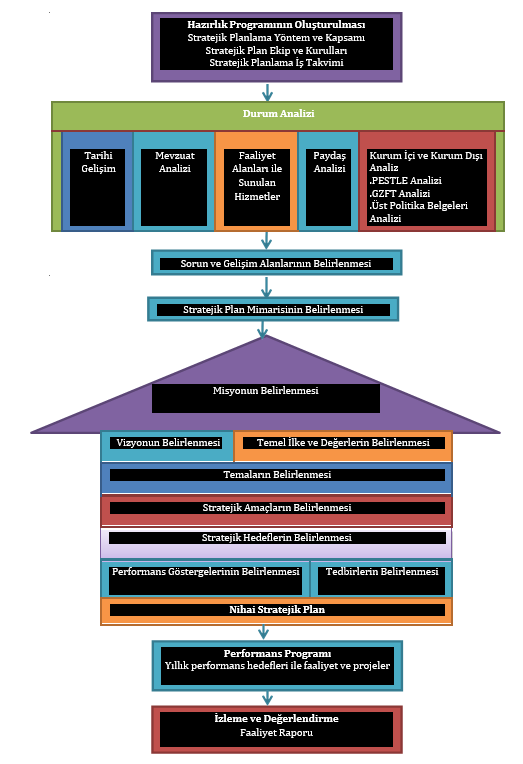 Hazırlık Programının Oluşturulması
Stratejik Planlama Yöntem ve Kapsamı
Stratejik Plan Ekip ve Kurulları
Stratejik Planlama İş Takvimi
Durum Analizi
Tarihi
Gelişim
Mevzuat
Analizi
Faaliyet
Alanları ile
Sunulan
Hizmetler
Paydaş
Analizi
Kurum İçi ve Kurum Dışı
Analiz
.PESTLE Analizi
.GZFT Analizi
.Üst Politika Belgeleri
Analizi
Sorun ve Gelişim Alanlarının Belirlenmesi
Stratejik Plan Mimarisinin Belirlenmesi
Misyonun Belirlenmesi
Vizyonun Belirlenmesi
Temel İlke ve Değerlerin Belirlenmesi
Temaların Belirlenmesi
Stratejik Amaçların Belirlenmesi
Stratejik Hedeflerin Belirlenmesi
Performans Göstergelerinin Belirlenmesi
Tedbirlerin Belirlenmesi
Nihai Stratejik Plan
Performans Programı
Yıllık performans hedefleri ile faaliyet ve projeler
İzleme ve Değerlendirme
Faaliyet Raporu